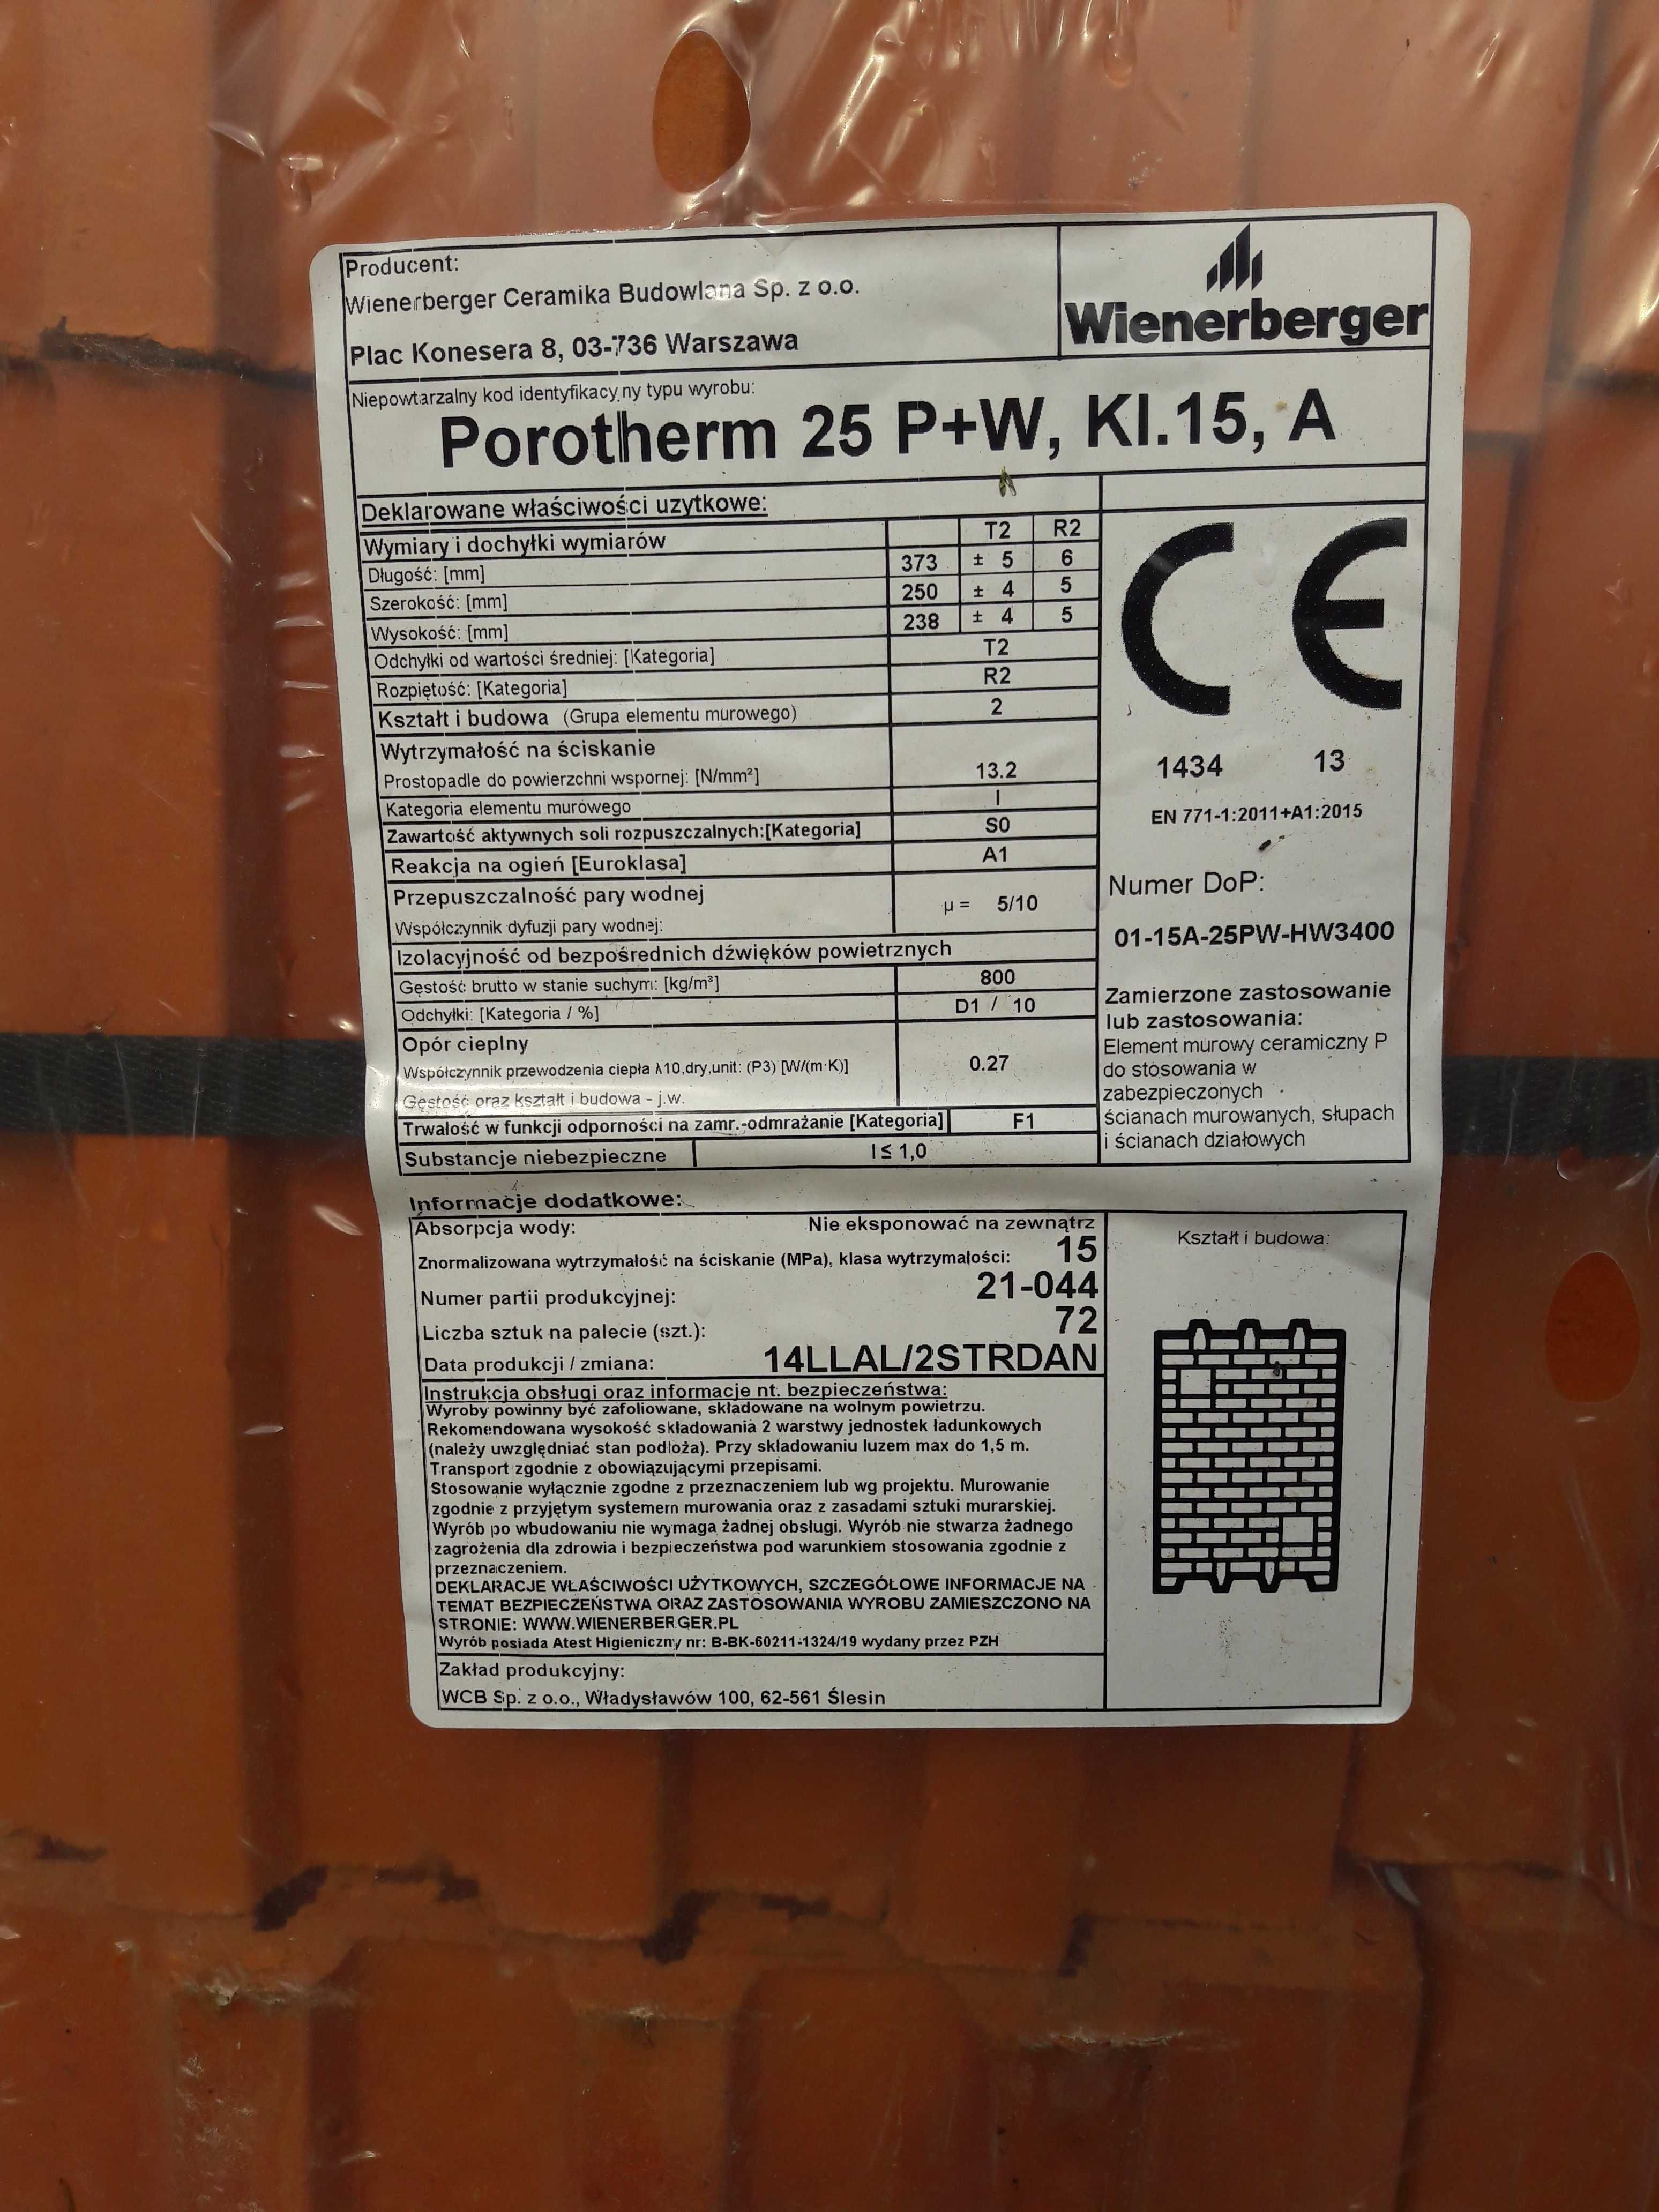 Producent:
Wienerberger Ceramika Budowlana Sp. z o.o.
Plac Konesera 8, 03-736 Warszawa
Wienerberger
Niepowtarzalny kod identyfikacyjny typu wyrobu:
Porotherm 25 P+W, Kl.15, A
Deklarowane właściwości uzytkowe:
Wymiary i dochyłki wymiarów T2 R2
Długość: [mm] 373 ± 5 6
Szerokość: [mm] 250 ± 4 5
Wysokość: [mm] 238 ± 4 5
Odchyłki od wartości średniej: [Kategoria] T2
Rozpiętość: [Kategoria] R2
Kształt i budowa (Grupa elementu murowego) 2
Wytrzymałość na ściskanie
Prostopadle do powierzchni wspornej: [N/mm²] 13.2
Kategoria elementu murowego I
Zawartość aktywnych soli rozpuszczalnych:[Kategoria] S0
Reakcja na ogień [Euroklasa] A1
Przepuszczalność pary wodnej
Współczynnik dyfuzji pary wodnej: µ = 5/10
Izolacyjność od bezpośrednich dźwięków powietrznych
Gęstość brutto w stanie suchym: [kg/m³] 800
Odchyłki: [Kategoria / %] D1 / 10
Opór cieplny
Współczynnik przewodzenia ciepła λ10,dry,unit: (P3) [W/(m·K)] 0.27
Gęstość oraz kształt i budowa - j.w.
Trwałość w funkcji odporności na zamr.-odmrażanie [Kategoria] F1
Substancje niebezpieczne I ≤ 1,0
CE
1434 13
EN 771-1:2011+A1:2015
Numer DoP:
01-15A-25PW-HW3400
Zamierzone zastosowanie
lub zastosowania:
Element murowy ceramiczny P
do stosowania w
zabezpieczonych
ścianach murowanych, słupach
i ścianach działowych
Informacje dodatkowe:
Absorpcja wody: Nie eksponować na zewnątrz
Znormalizowana wytrzymałość na ściskanie (MPa), klasa wytrzymałości: 15
Numer partii produkcyjnej: 21-044
Liczba sztuk na palecie (szt.): 72
Data produkcji / zmiana: 14LLAL/2STRDAN
Kształt i budowa:
Instrukcja obsługi oraz informacje nt. bezpieczeństwa:
Wyroby powinny być zafoliowane, składowane na wolnym powietrzu.
Rekomendowana wysokość składowania 2 warstwy jednostek ładunkowych
(należy uwzględniać stan podłoża). Przy składowaniu luzem max do 1,5 m.
Transport zgodnie z obowiązującymi przepisami.
Stosowanie wyłącznie zgodne z przeznaczeniem lub wg projektu. Murowanie
zgodnie z przyjętym systemem murowania oraz z zasadami sztuki murarskiej.
Wyrób po wbudowaniu nie wymaga żadnej obsługi. Wyrób nie stwarza żadnego
zagrożenia dla zdrowia i bezpieczeństwa pod warunkiem stosowania zgodnie z
przeznaczeniem.
DEKLARACJE WŁAŚCIWOŚCI UŻYTKOWYCH, SZCZEGÓŁOWE INFORMACJE NA
TEMAT BEZPIECZEŃSTWA ORAZ ZASTOSOWANIA WYROBU ZAMIESZCZONO NA
STRONIE: WWW.WIENERBERGER.PL
Wyrób posiada Atest Higieniczny nr: B-BK-60211-1324/19 wydany przez PZH
Zakład produkcyjny:
WCB Sp. z o.o., Władysławów 100, 62-561 Ślesin